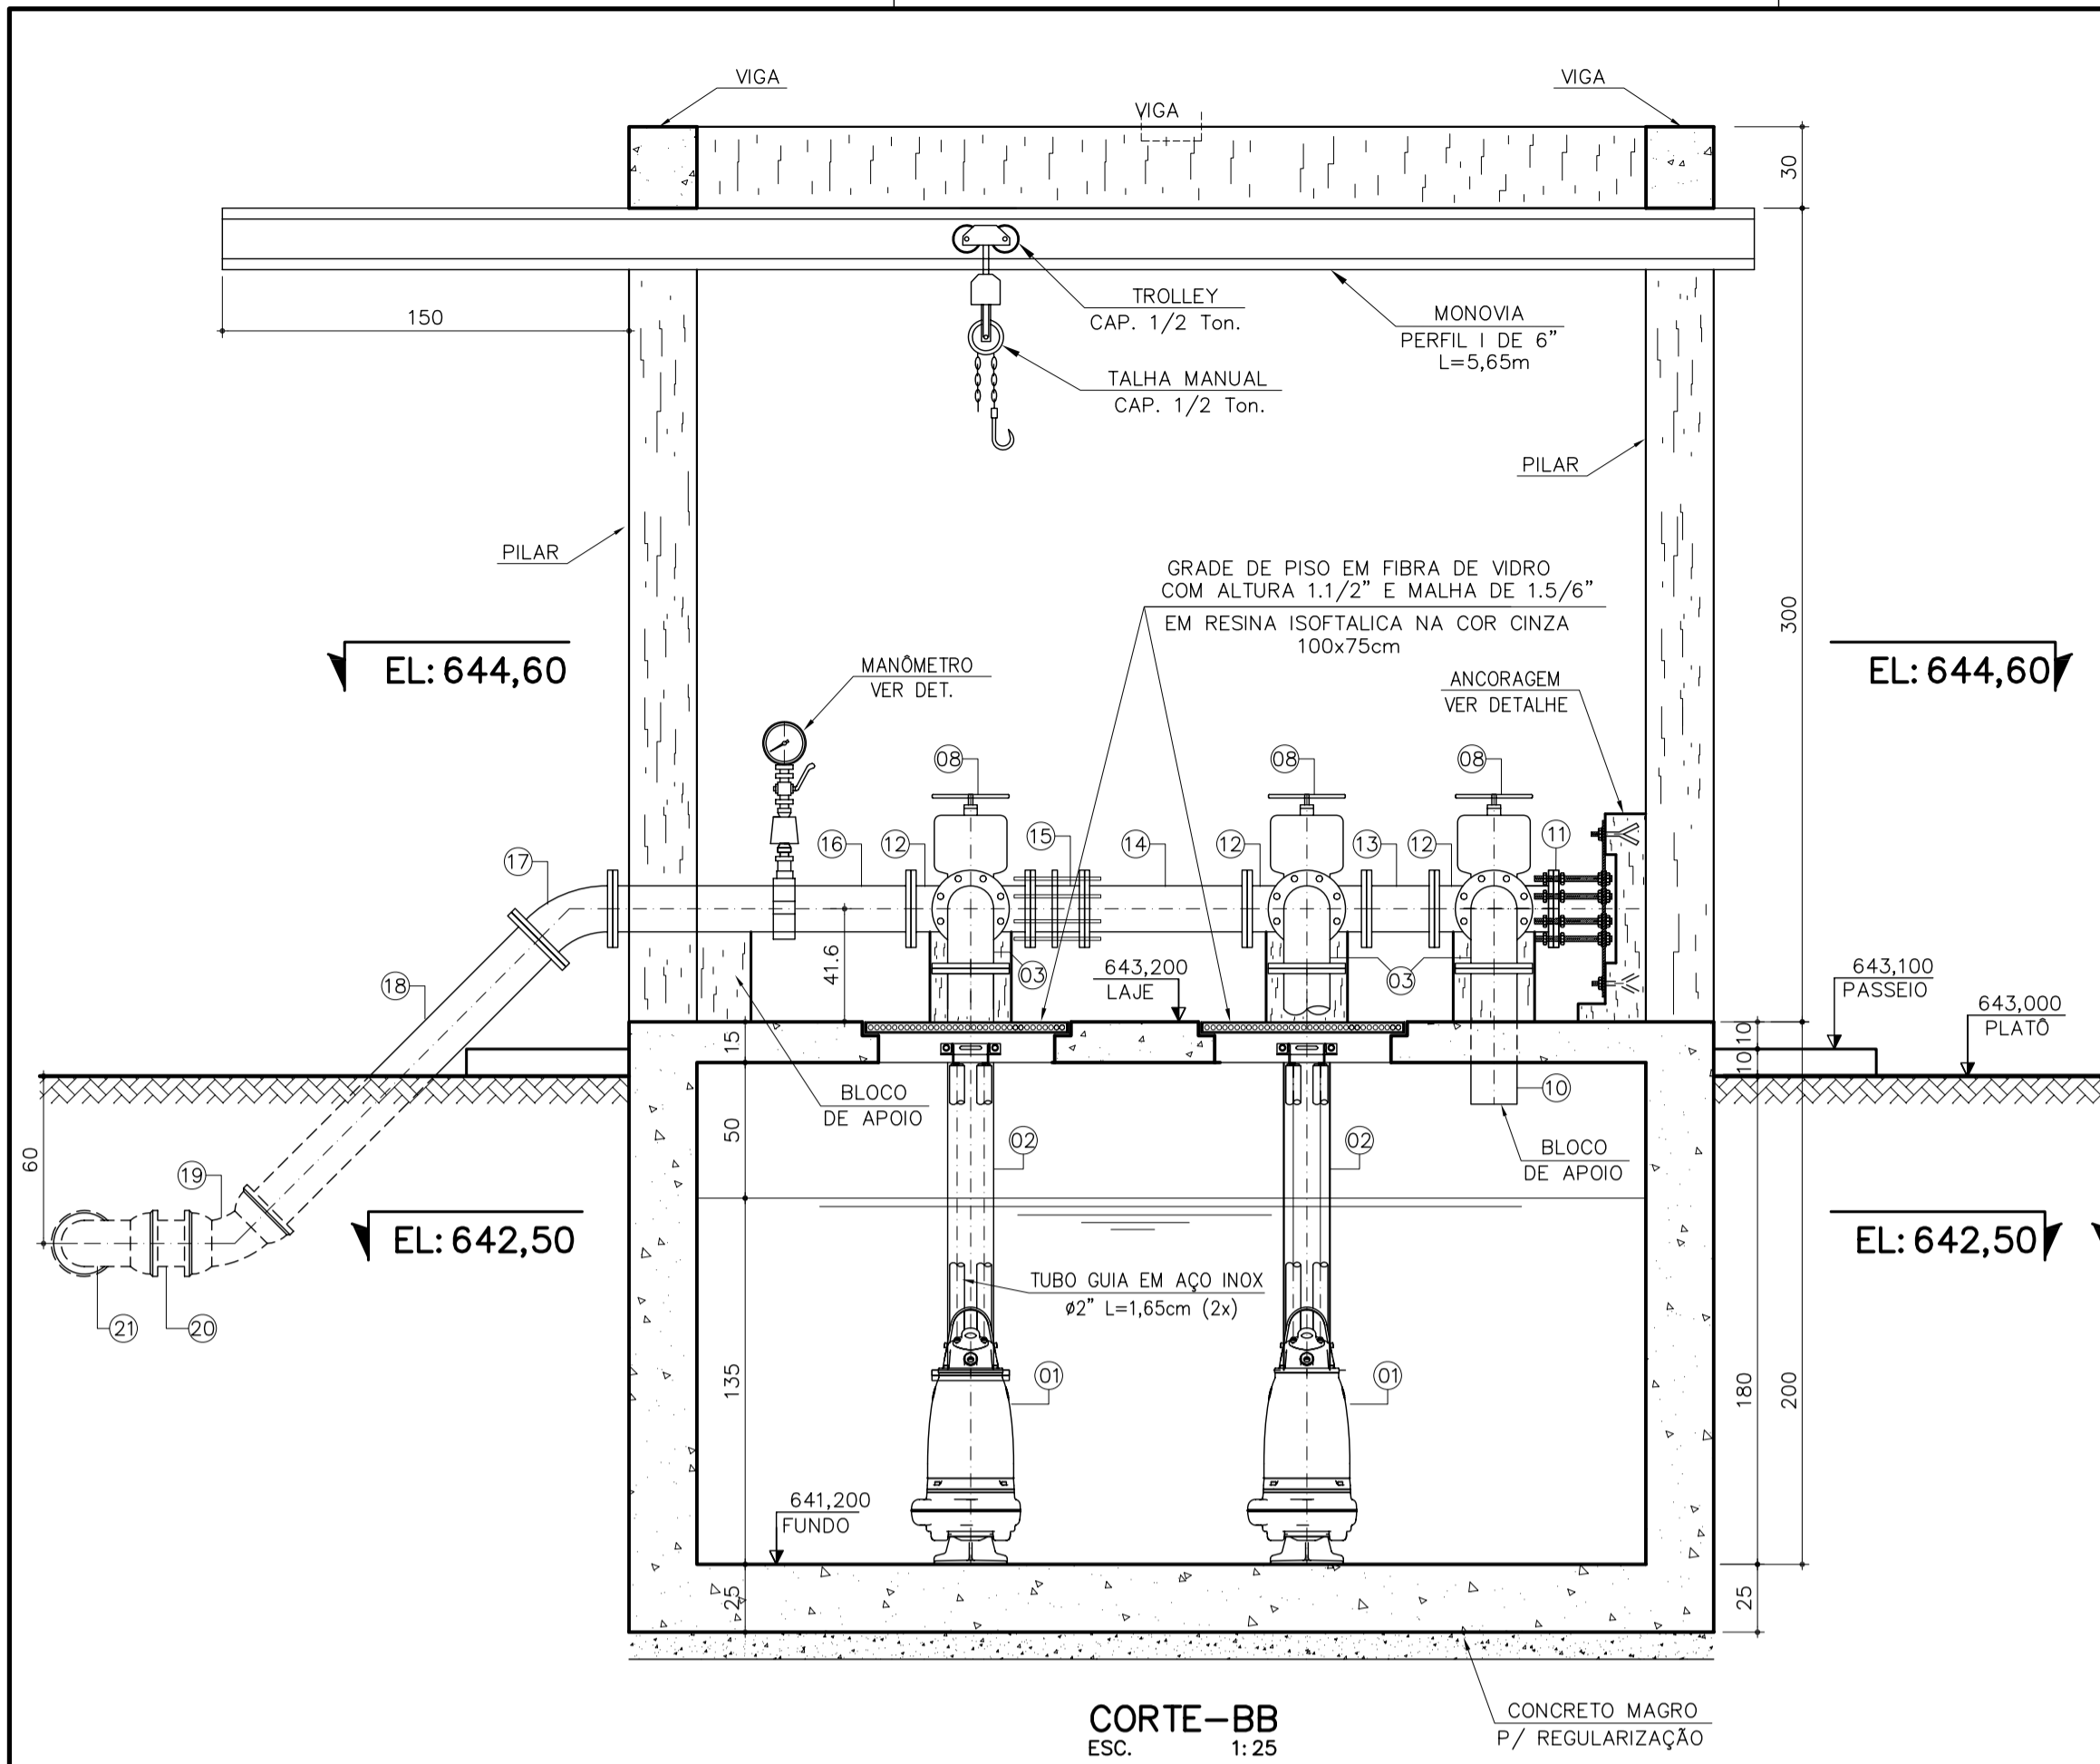 VIGA
VIGA
VIGA
30
TROLLEY
CAP. 1/2 Ton.
MONOVIA
PERFIL I DE 6"
L=5,65m
150
TALHA MANUAL
CAP. 1/2 Ton.
PILAR
PILAR
GRADE DE PISO EM FIBRA DE VIDRO
COM ALTURA 1.1/2" E MALHA DE 1.5/6"
EM RESINA ISOFTALICA NA COR CINZA
100x75cm
300
EL: 644,60
EL: 644,60
MANÔMETRO
VER DET.
ANCORAGEM
VER DETALHE
08
08
08
17
16
12
15
14
12
13
12
11
41.6
03
03
643,200
LAJE
643,100
PASSEIO
643,000
PLATÔ
18
15
10
10
BLOCO
DE APOIO
10
50
02
02
BLOCO
DE APOIO
60
19
EL: 642,50
EL: 642,50
TUBO GUIA EM AÇO INOX
ø2" L=1,65cm (2x)
21
20
135
01
01
180
200
641,200
FUNDO
25
25
CORTE-BB
ESC. 1:25
CONCRETO MAGRO
P/ REGULARIZAÇÃO